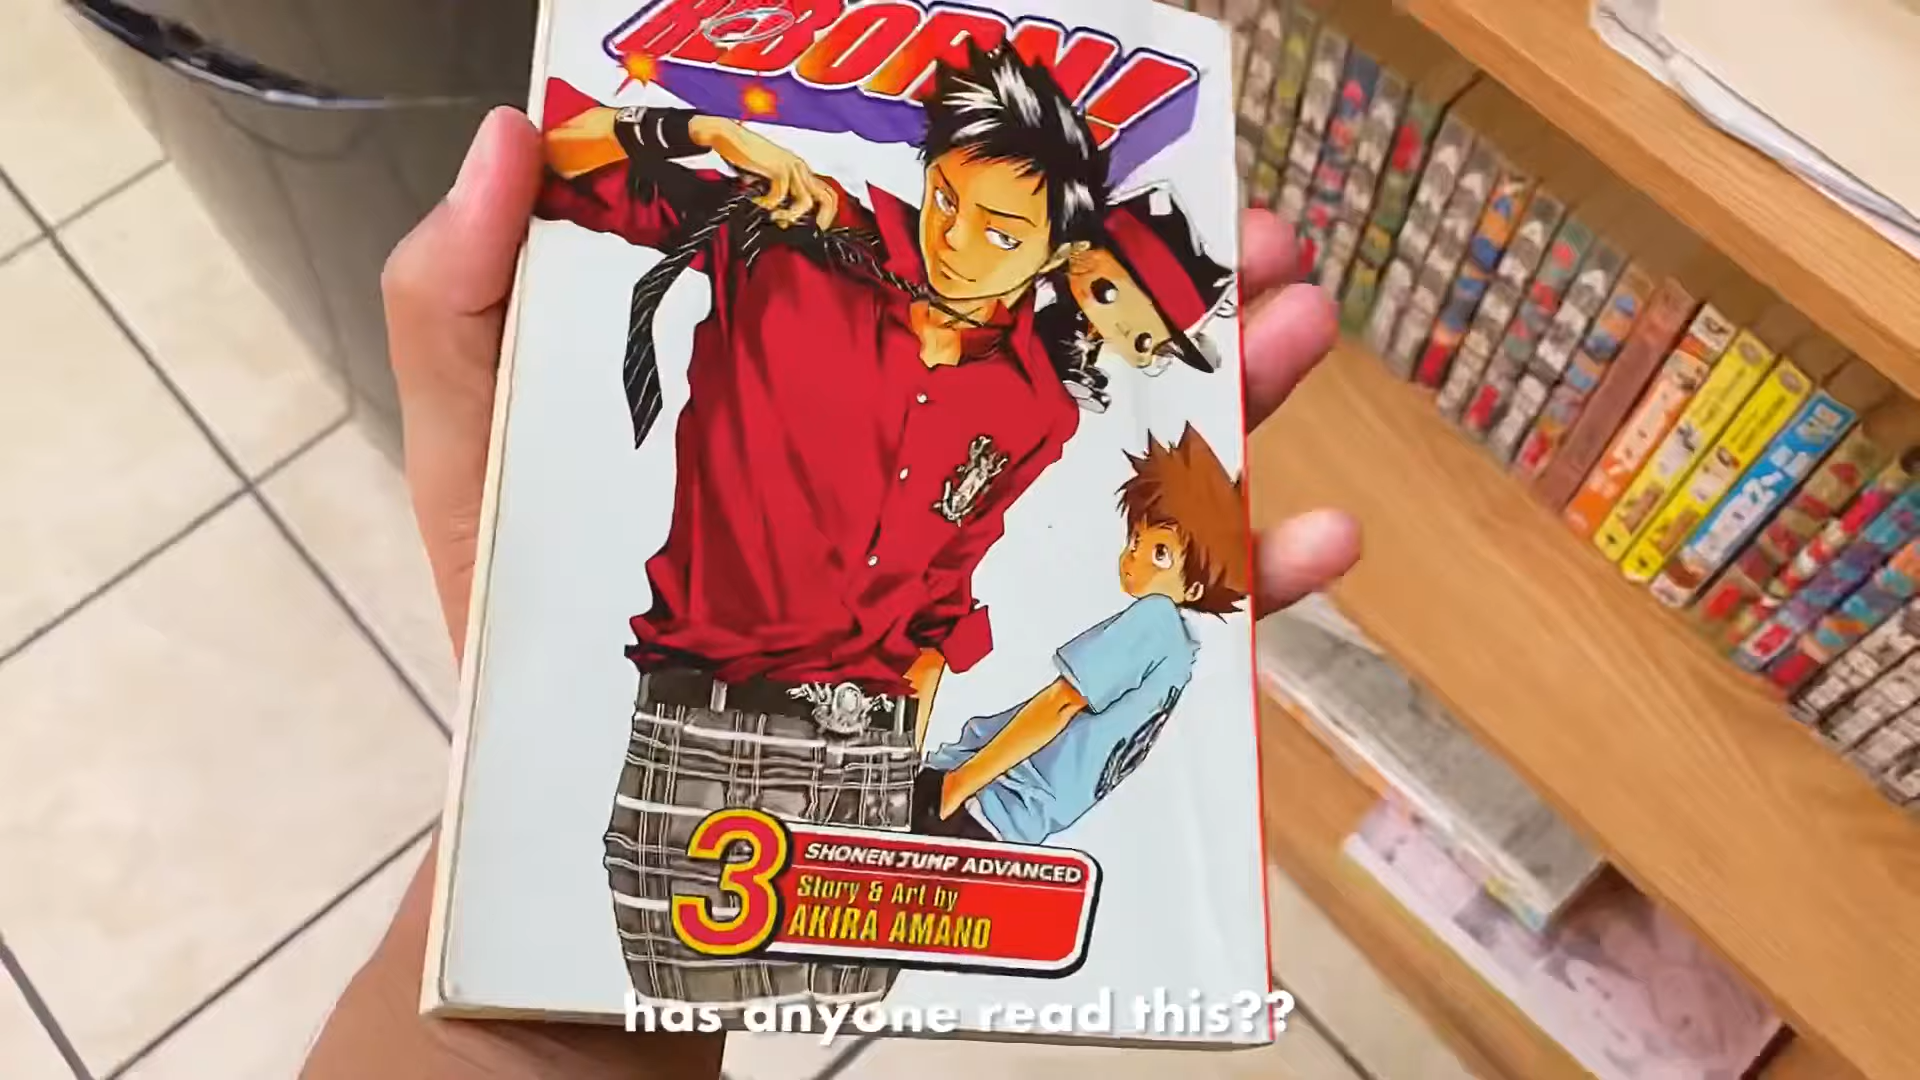 REBORN!
3
SHONEN JUMP ADVANCED
Story & Art by
AKIRA AMANO
has anyone read this??